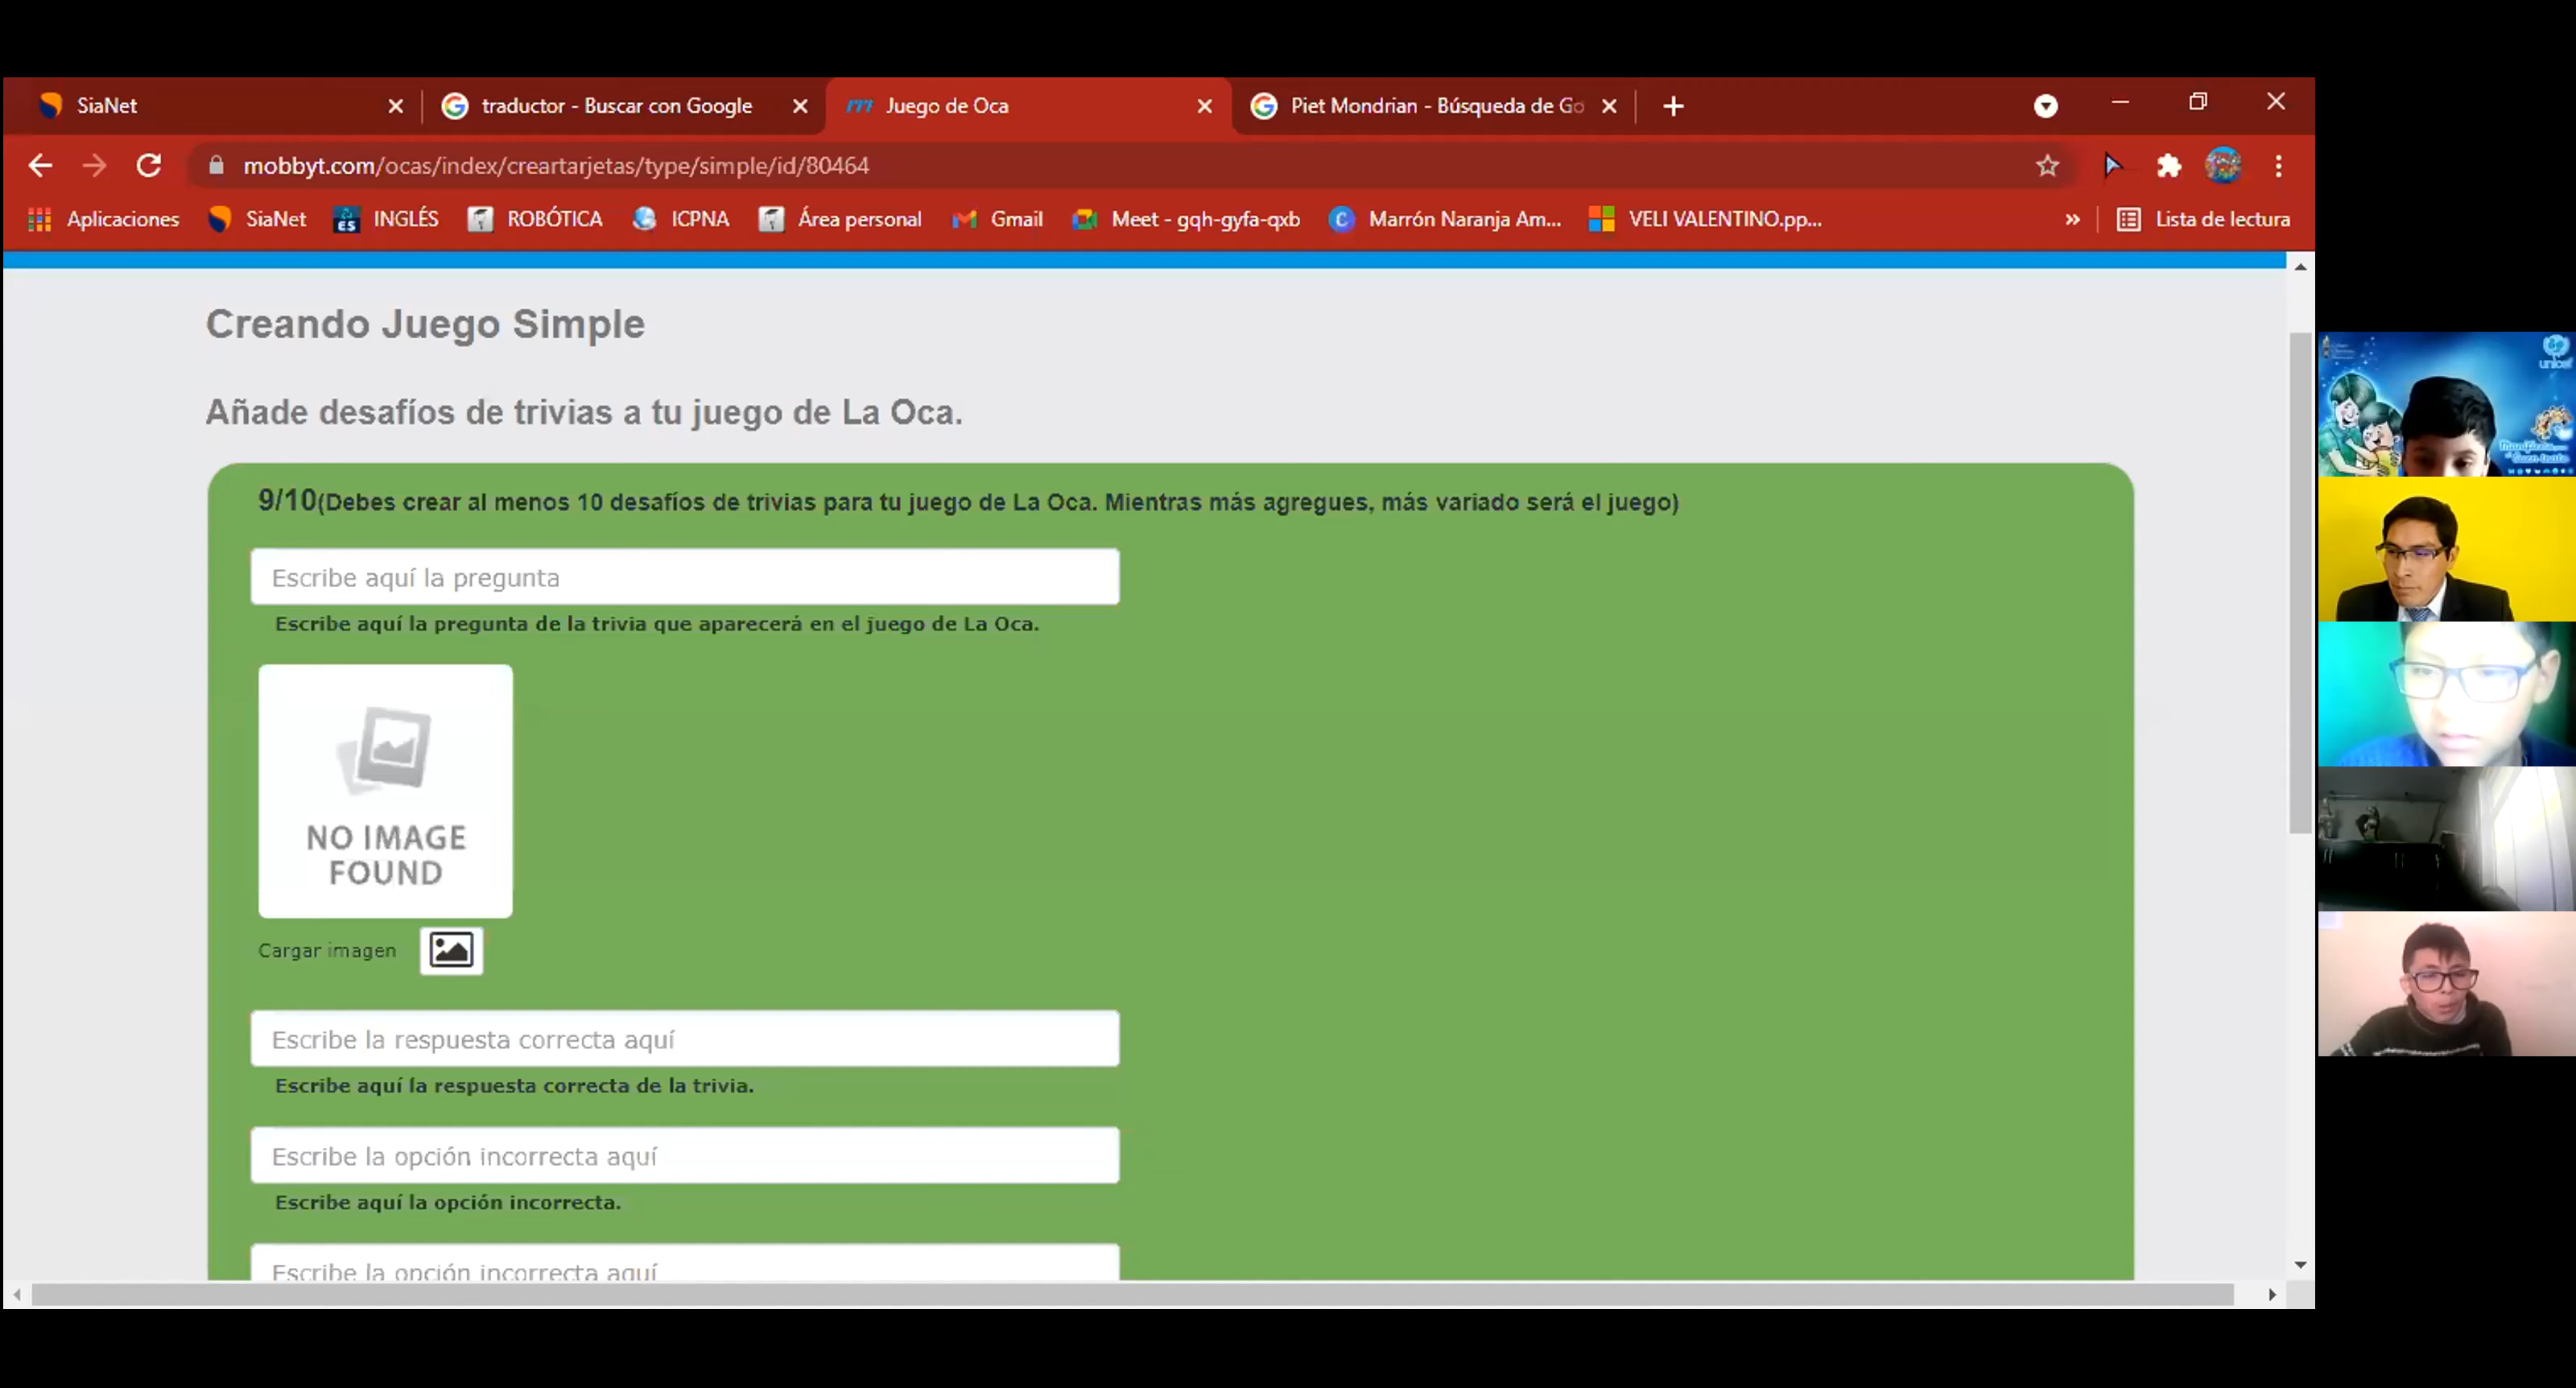 SiaNet
traductor - Buscar con Google
Juego de Oca
Piet Mondrian - Búsqueda de Go
mobbyt.com/ocas/index/creartarjetas/type/simple/id/80464
Aplicaciones
SiaNet
INGLÉS
ROBÓTICA
ICPNA
Área personal
Gmail
Meet - gqh-gyfa-qxb
Marrón Naranja Am...
VELI VALENTINO.pp...
»
Lista de lectura
Creando Juego Simple
Añade desafíos de trivias a tu juego de La Oca.
9/10(Debes crear al menos 10 desafíos de trivias para tu juego de La Oca. Mientras más agregues, más variado será el juego)
Escribe aquí la pregunta
Escribe aquí la pregunta de la trivia que aparecerá en el juego de La Oca.
NO IMAGE
FOUND
Cargar imagen
Escribe la respuesta correcta aquí
Escribe aquí la respuesta correcta de la trivia.
Escribe la opción incorrecta aquí
Escribe aquí la opción incorrecta.
Escribe la opción incorrecta aquí
unicef
Buen trato